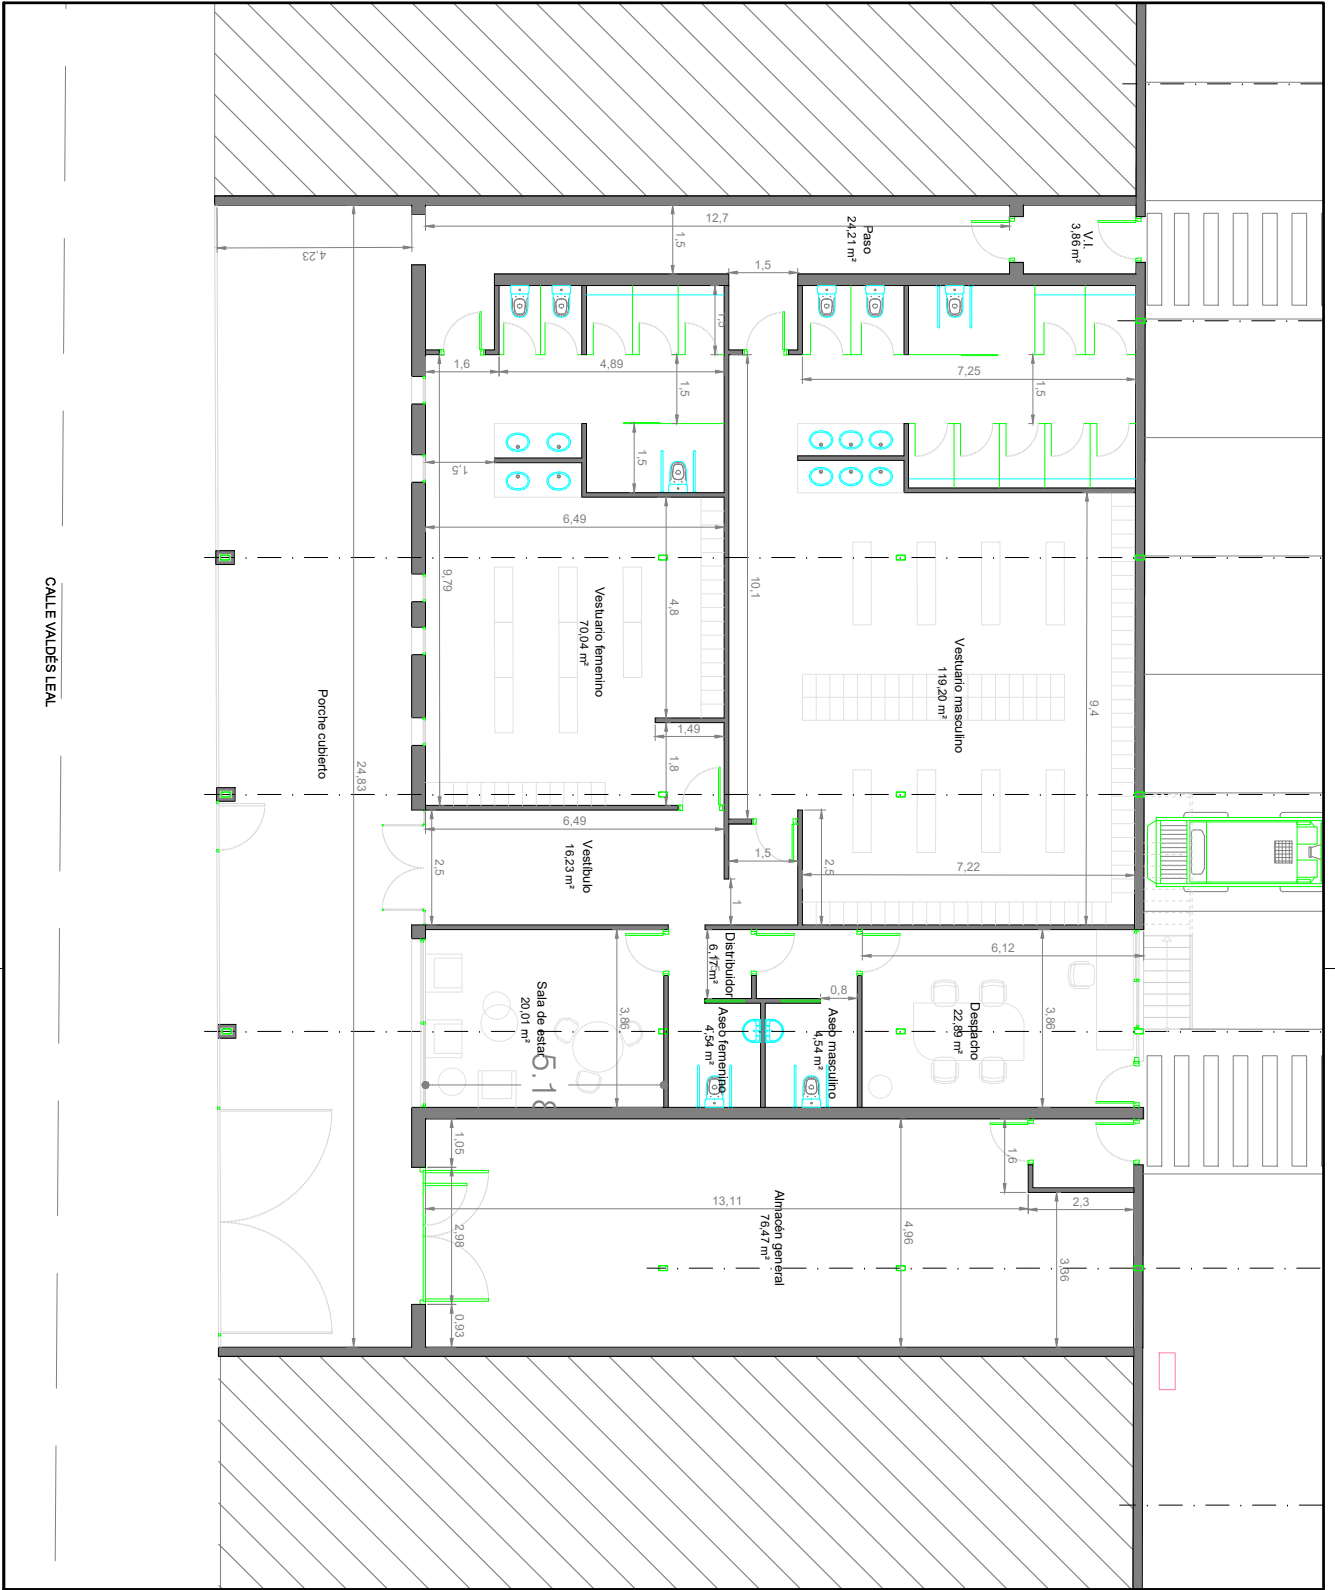 12,7
1,5
4,23
Paso
24,21 m²
V.I.
3,86 m²
1,5
1,5
1,6
4,89
1,5
1,5
1,5
7,25
1,5
6,49
9,79
4,8
10,1
9,4
Vestuario femenino
70,04 m²
Vestuario masculino
119,20 m²
CALLE VALDÉS LEAL
Porche cubierto
24,83
1,49
1,8
6,49
2,5
Vestíbulo
16,23 m²
1,5
2,5
1
7,22
Distribuidor
6,17 m²
6,12
0,8
3,86
3,86
Sala de estar
20,01 m²
5.18
Aseo femenino
4,54 m²
Aseo masculino
4,54 m²
Despacho
22,89 m²
1,05
2,98
0,93
13,11
1,6
2,3
4,96
3,36
Almacén general
76,47 m²